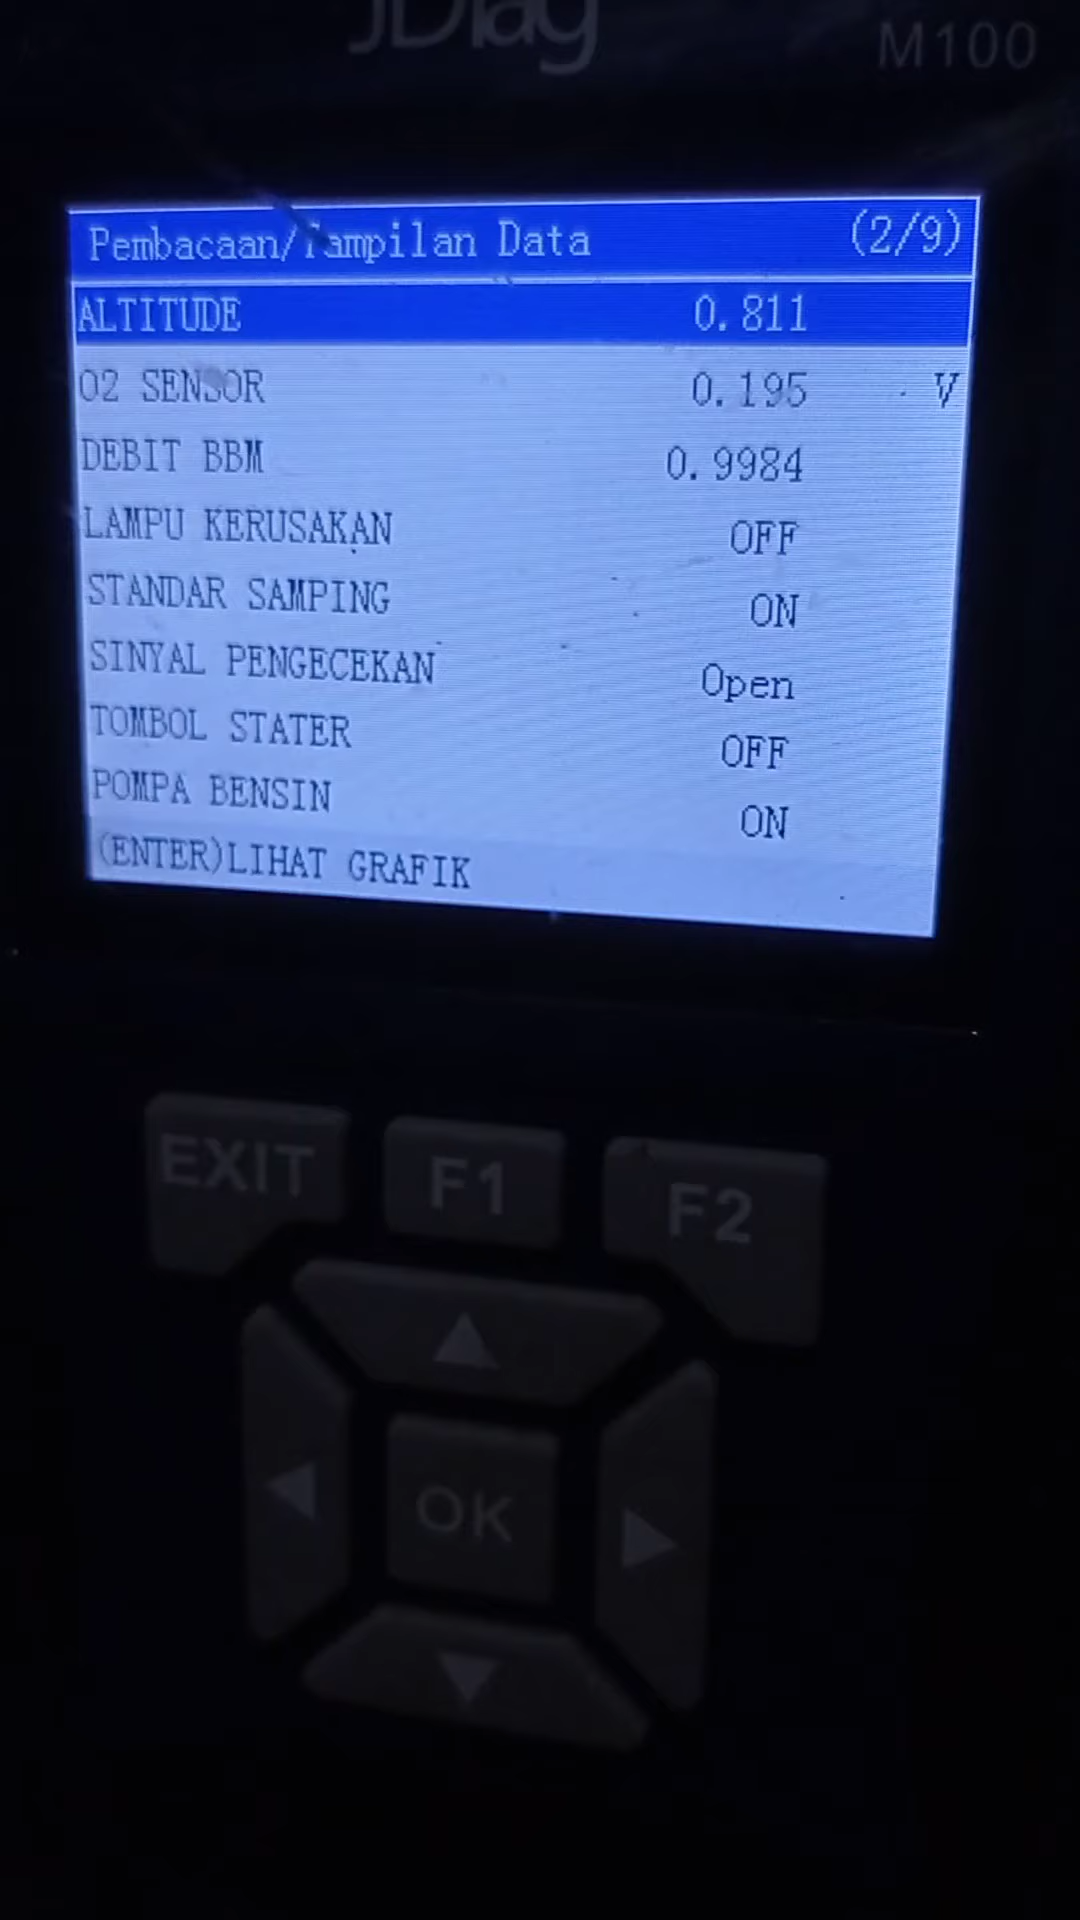 JDiag
M100
Pembacaan/Tampilan Data (2/9)
ALTITUDE 0.811
O2 SENSOR 0.195 V
DEBIT BBM 0.9984
LAMPU KERUSAKAN OFF
STANDAR SAMPING ON
SINYAL PENGECEKAN Open
TOMBOL STATER OFF
POMPA BENSIN ON
(ENTER)LIHAT GRAFIK
EXIT F1 F2
OK